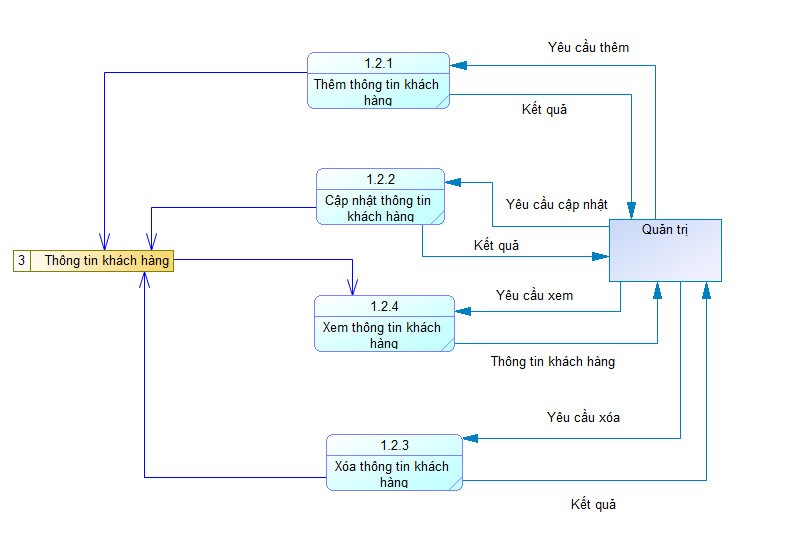 Yêu cầu thêm
1.2.1
Thêm thông tin khách
hàng
Kết quả
1.2.2
Cập nhật thông tin
khách hàng
Yêu cầu cập nhật
Quản trị
Kết quả
3 Thông tin khách hàng
Yêu cầu xem
1.2.4
Xem thông tin khách
hàng
Thông tin khách hàng
Yêu cầu xóa
1.2.3
Xóa thông tin khách
hàng
Kết quả